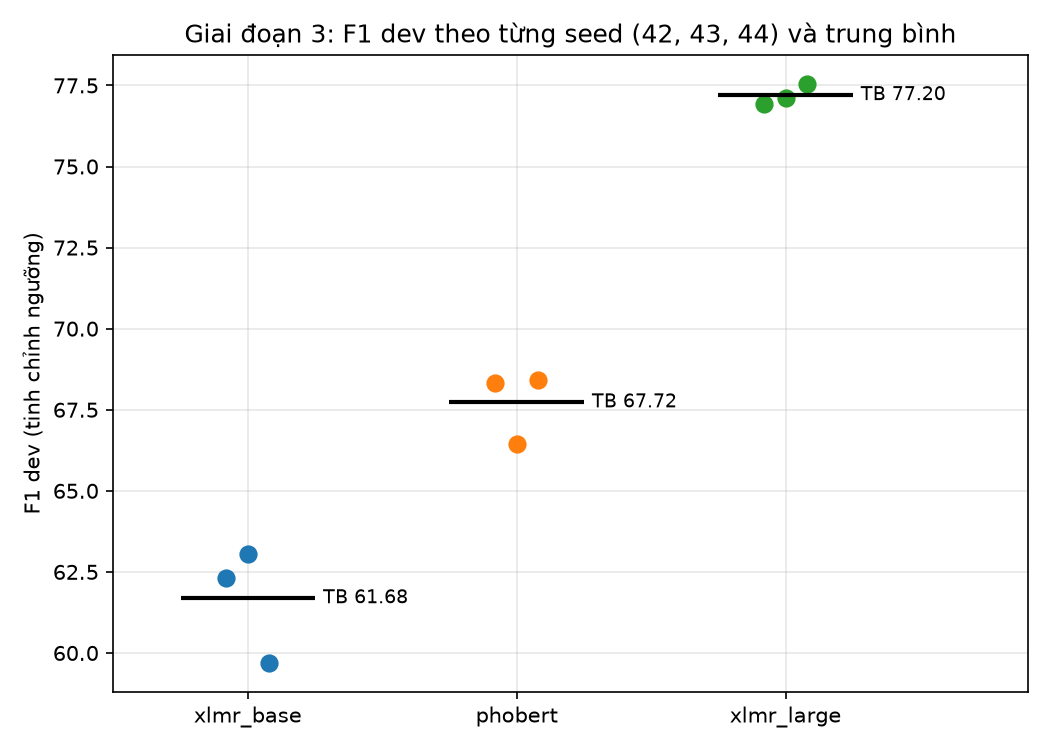 Giai đoạn 3: F1 dev theo từng seed (42, 43, 44) và trung bình
F1 dev (tinh chỉnh ngưỡng)
77.5
75.0
72.5
70.0
67.5
65.0
62.5
60.0
TB 77.20
TB 67.72
TB 61.68
xlmr_base
phobert
xlmr_large